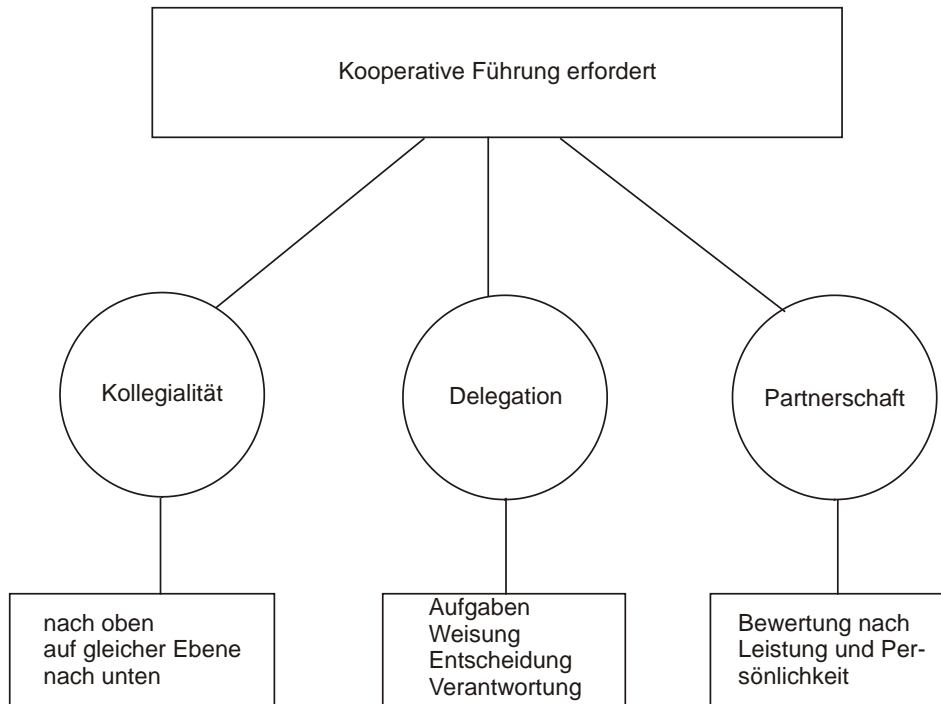 Kooperative Führung erfordert
Kollegialität
Delegation
Partnerschaft
nach oben
auf gleicher Ebene
nach unten
Aufgaben
Weisung
Entscheidung
Verantwortung
Bewertung nach
Leistung und Per-
sönlichkeit